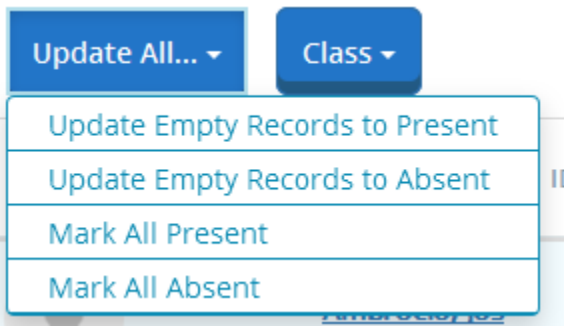 Update All...
Class
Update Empty Records to Present
Update Empty Records to Absent
Mark All Present
Mark All Absent